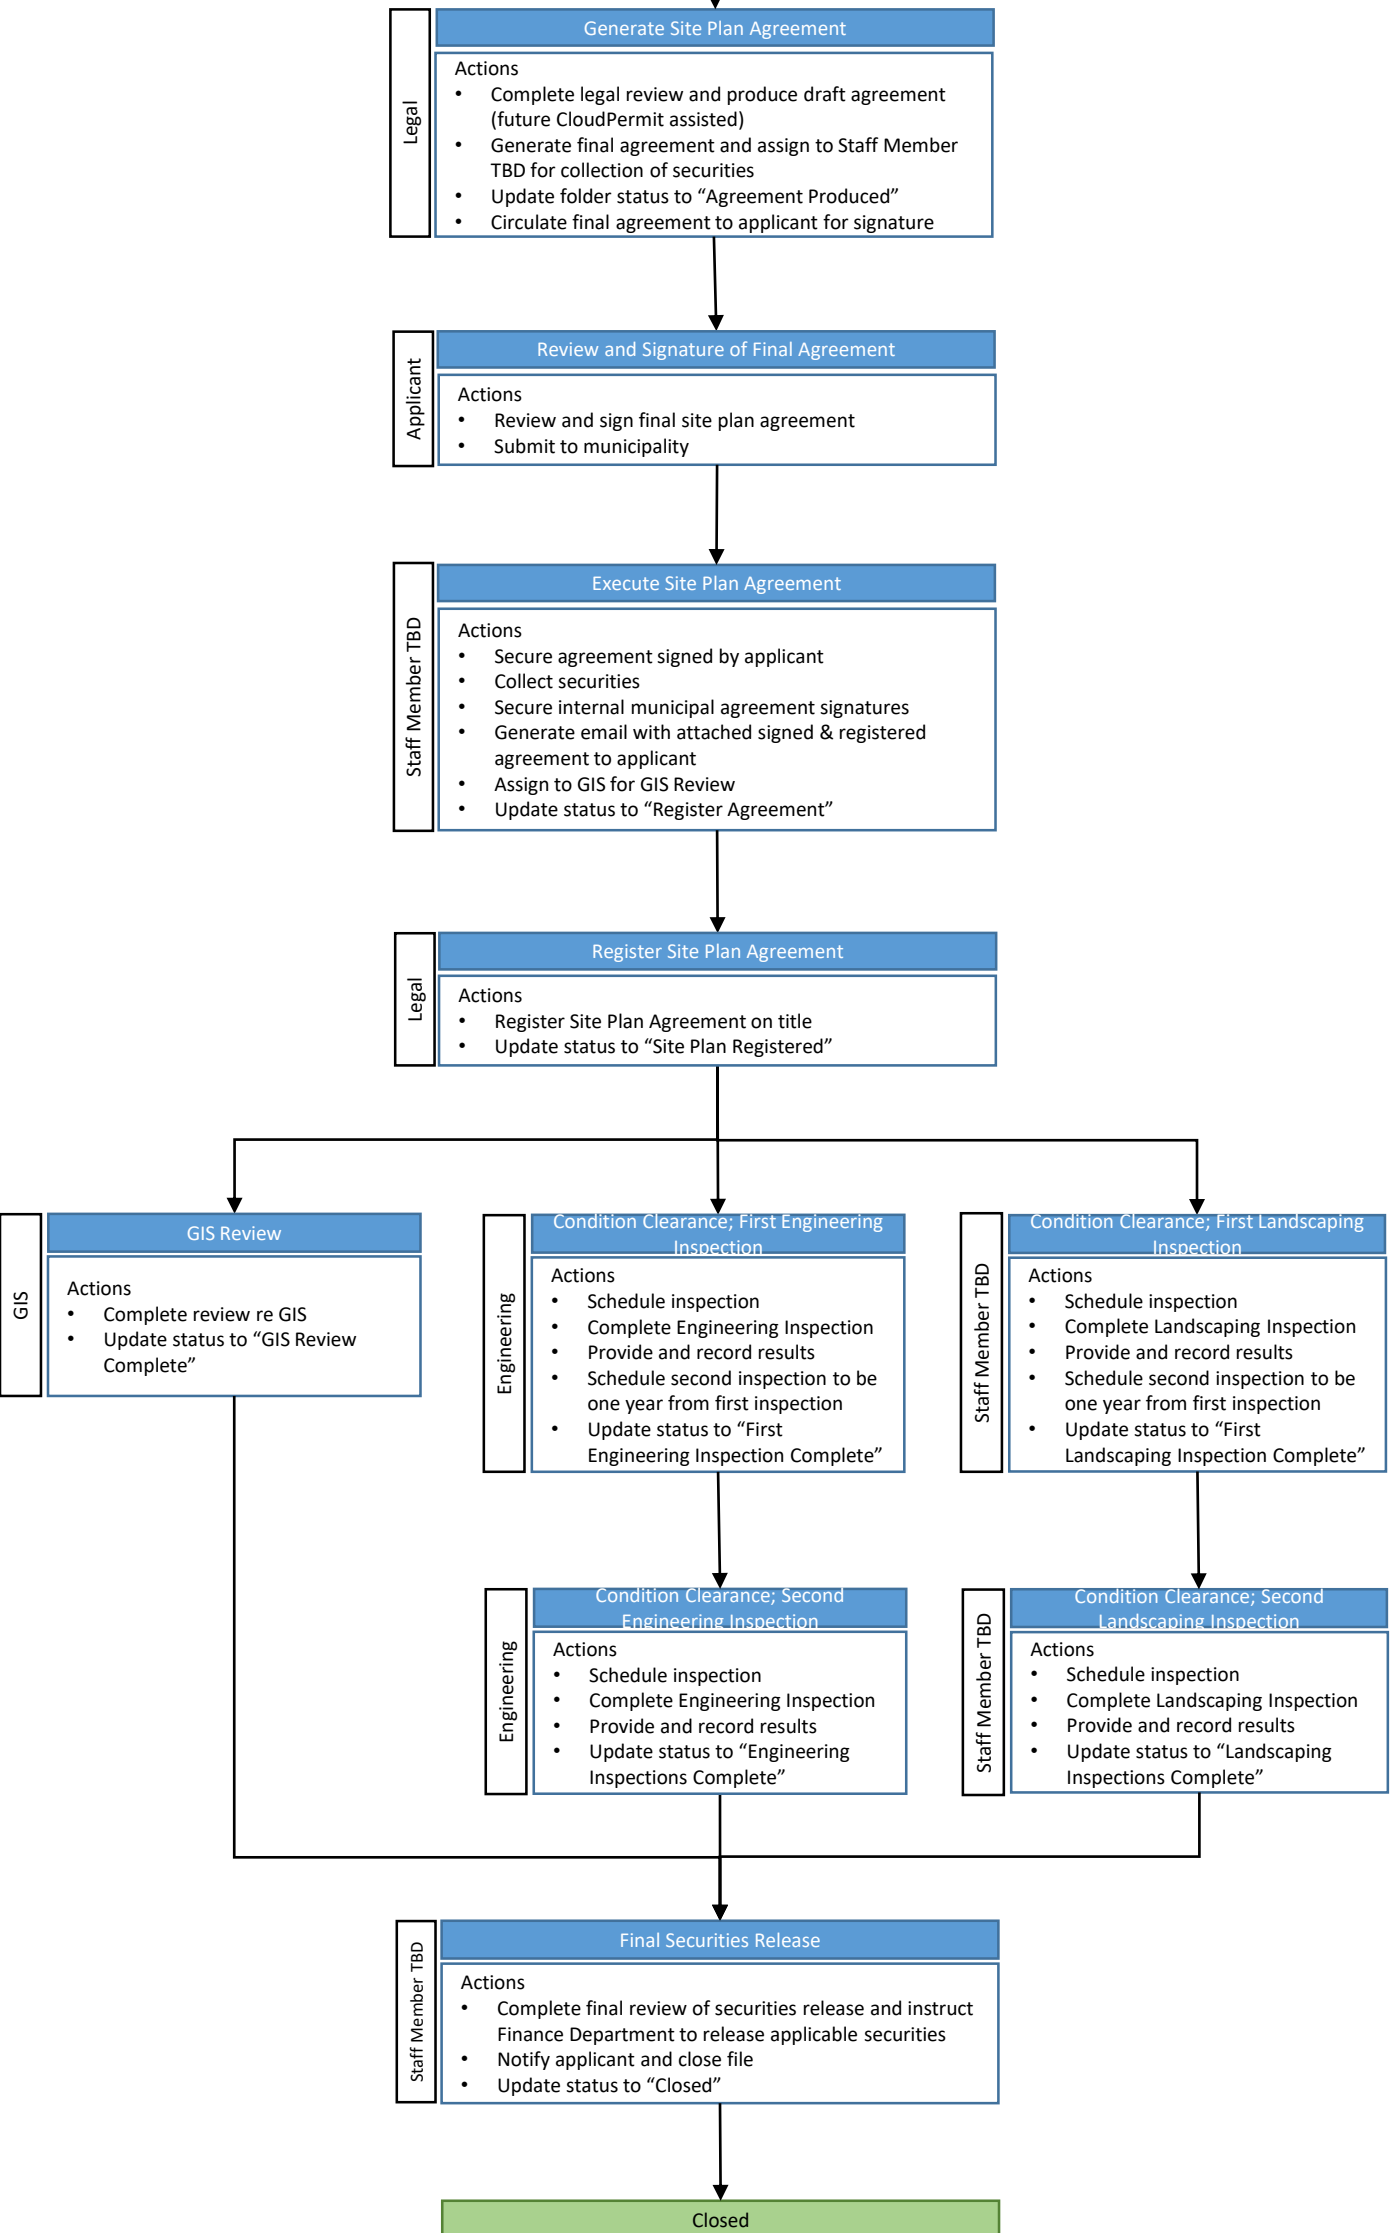 Generate Site Plan Agreement
Legal
Actions
• Complete legal review and produce draft agreement
(future CloudPermit assisted)
• Generate final agreement and assign to Staff Member
TBD for collection of securities
• Update folder status to “Agreement Produced”
• Circulate final agreement to applicant for signature
Review and Signature of Final Agreement
Applicant
Actions
• Review and sign final site plan agreement
• Submit to municipality
Execute Site Plan Agreement
Staff Member TBD
Actions
• Secure agreement signed by applicant
• Collect securities
• Secure internal municipal agreement signatures
• Generate email with attached signed & registered
agreement to applicant
• Assign to GIS for GIS Review
• Update status to “Register Agreement”
Register Site Plan Agreement
Legal
Actions
• Register Site Plan Agreement on title
• Update status to “Site Plan Registered”
GIS Review
GIS
Actions
• Complete review re GIS
• Update status to “GIS Review
Complete”
Condition Clearance; First Engineering
Inspection
Engineering
Actions
• Schedule inspection
• Complete Engineering Inspection
• Provide and record results
• Schedule second inspection to be
one year from first inspection
• Update status to “First
Engineering Inspection Complete”
Condition Clearance; First Landscaping
Inspection
Staff Member TBD
Actions
• Schedule inspection
• Complete Landscaping Inspection
• Provide and record results
• Schedule second inspection to be
one year from first inspection
• Update status to “First
Landscaping Inspection Complete”
Condition Clearance; Second
Engineering Inspection
Engineering
Actions
• Schedule inspection
• Complete Engineering Inspection
• Provide and record results
• Update status to “Engineering
Inspections Complete”
Condition Clearance; Second
Landscaping Inspection
Staff Member TBD
Actions
• Schedule inspection
• Complete Landscaping Inspection
• Provide and record results
• Update status to “Landscaping
Inspections Complete”
Final Securities Release
Staff Member TBD
Actions
• Complete final review of securities release and instruct
Finance Department to release applicable securities
• Notify applicant and close file
• Update status to “Closed”
Closed